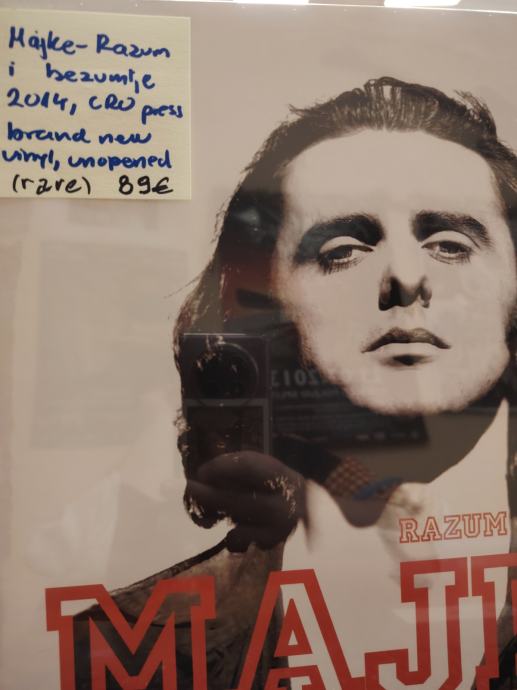 Majke-Razum
i bezumlje
2014, CRO press
brand new
vinyl, unopened
(rare) 89€
RAZUM
MAJ